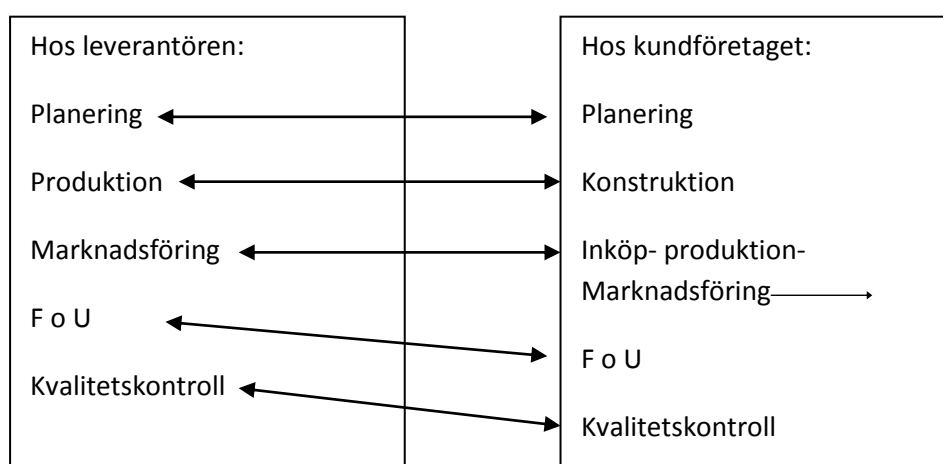 Hos leverantören:
Planering
Produktion
Marknadsföring
F o U
Kvalitetskontroll
Hos kundföretaget:
Planering
Konstruktion
Inköp- produktion-
Marknadsföring
F o U
Kvalitetskontroll